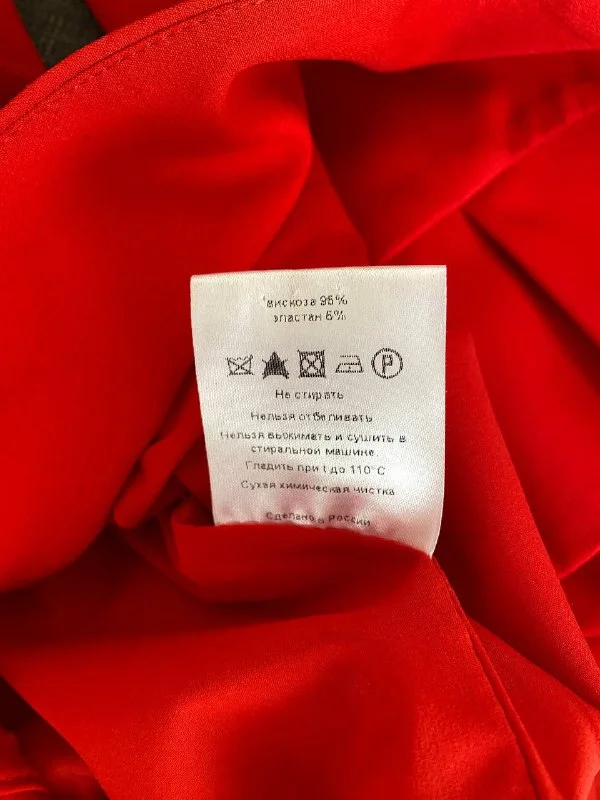 вискоза 95%
эластан 5%
P
Не стирать
Нельзя отбеливать
Нельзя выжимать и сушить в
стиральной машине.
Гладить при t до 110°C
Сухая химическая чистка
Сделано в России